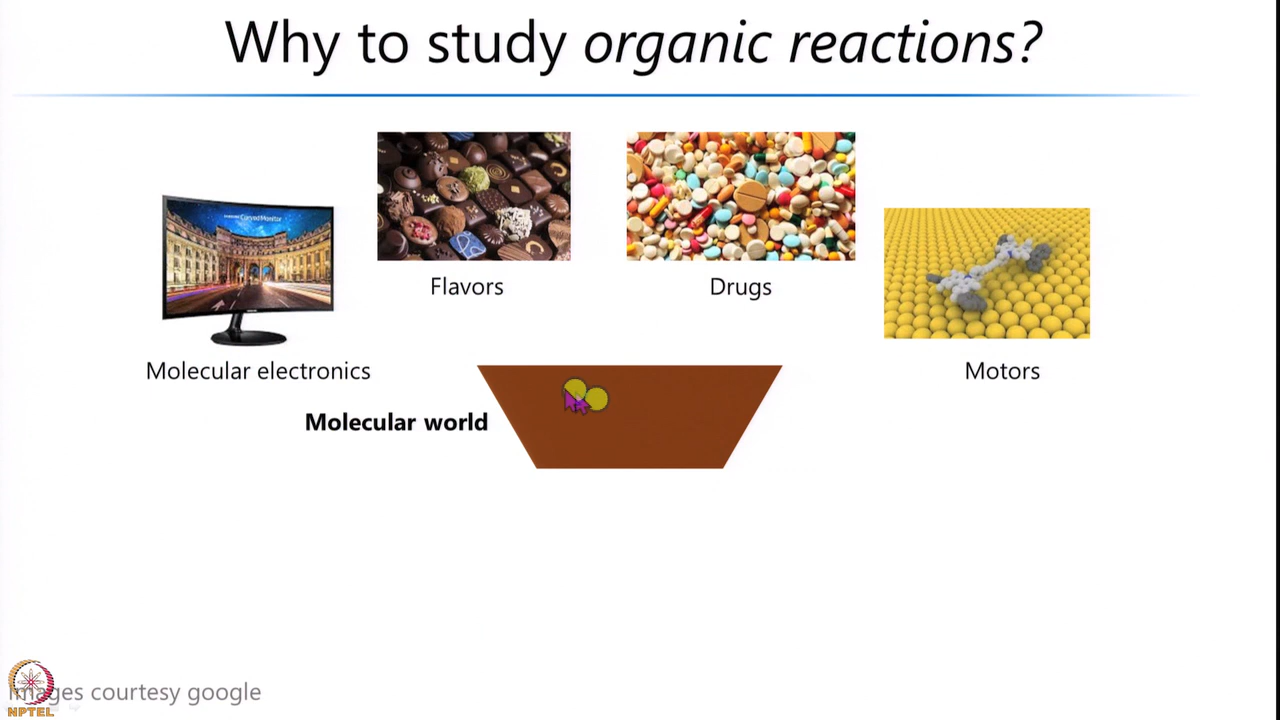 Why to study organic reactions?
Flavors
Drugs
Molecular electronics
Motors
Molecular world
Images courtesy google
NPTEL